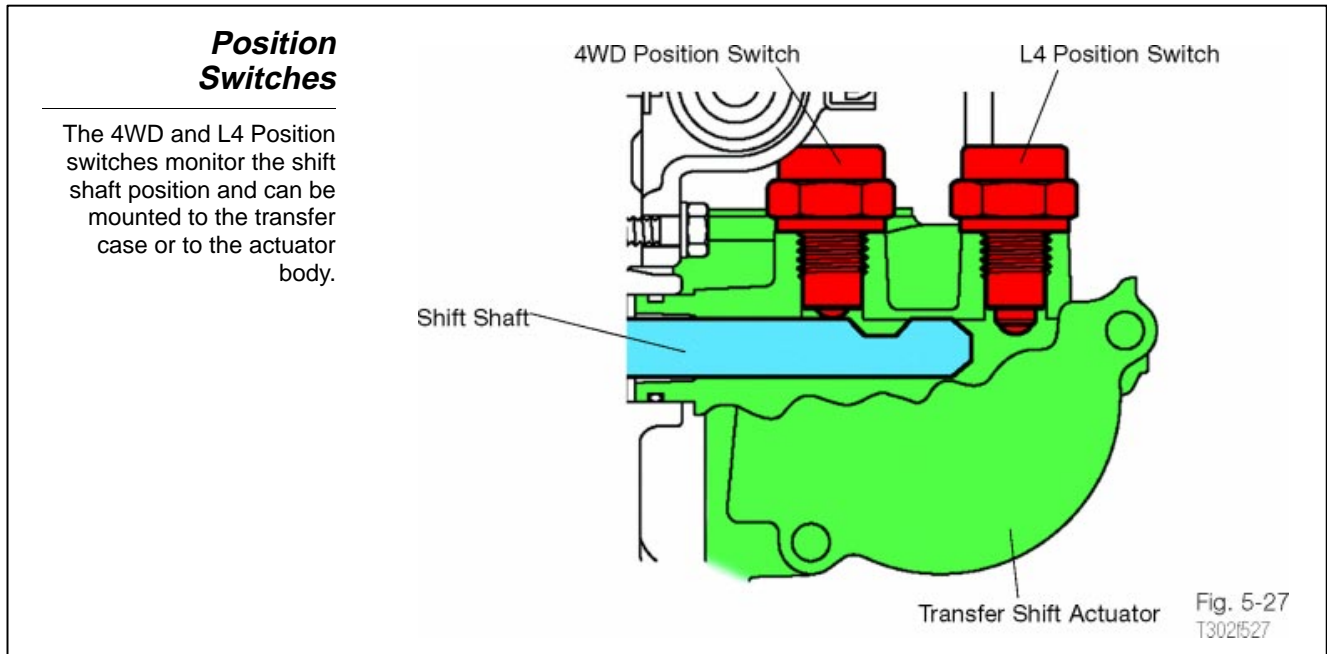 Position
Switches
The 4WD and L4 Position
switches monitor the shift
shaft position and can be
mounted to the transfer
case or to the actuator
body.
4WD Position Switch
L4 Position Switch
Shift Shaft
Transfer Shift Actuator
Fig. 5-27
T302f527